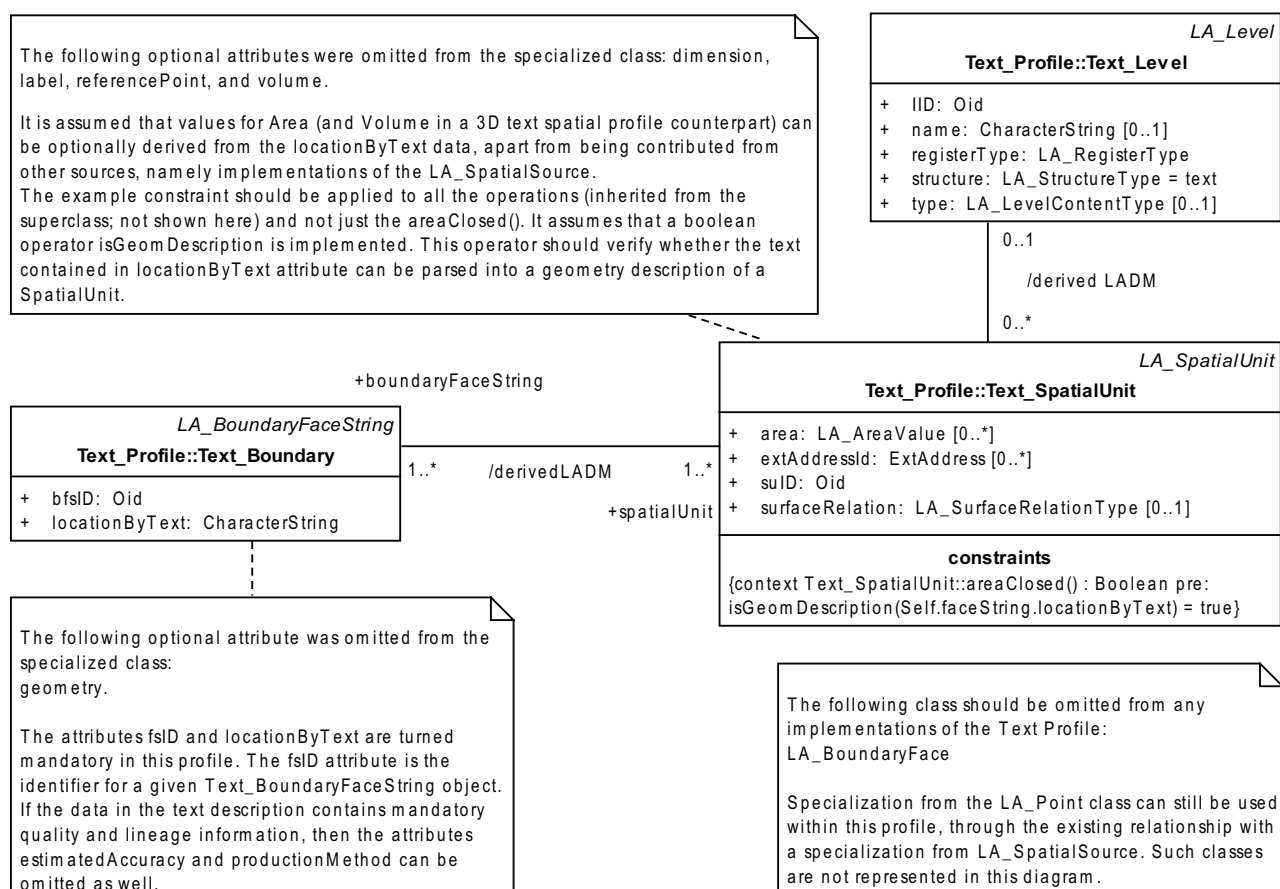 The following optional attributes were omitted from the specialized class: dimension,
label, referencePoint, and volume.
It is assumed that values for Area (and Volume in a 3D text spatial profile counterpart) can
be optionally derived from the locationByText data, apart from being contributed from
other sources, namely implementations of the LA_SpatialSource.
The example constraint should be applied to all the operations (inherited from the
superclass; not shown here) and not just the areaClosed(). It assumes that a boolean
operator isGeomDescription is implemented. This operator should verify whether the text
contained in locationByText attribute can be parsed into a geometry description of a
SpatialUnit.
LA_Level
Text_Profile::Text_Level
+ lID: Oid
+ name: CharacterString [0..1]
+ registerType: LA_RegisterType
+ structure: LA_StructureType = text
+ type: LA_LevelContentType [0..1]
0..1
/derived LADM
0..*
LA_SpatialUnit
Text_Profile::Text_SpatialUnit
+ area: LA_AreaValue [0..*]
+ extAddressId: ExtAddress [0..*]
+ suID: Oid
+ surfaceRelation: LA_SurfaceRelationType [0..1]
constraints
{context Text_SpatialUnit::areaClosed() : Boolean pre:
isGeomDescription(Self.faceString.locationByText) = true}
+boundaryFaceString
1..* /derivedLADM 1..*
+spatialUnit
LA_BoundaryFaceString
Text_Profile::Text_Boundary
+ bfsID: Oid
+ locationByText: CharacterString
The following optional attribute was omitted from the
specialized class:
geometry.
The attributes fsID and locationByText are turned
mandatory in this profile. The fsID attribute is the
identifier for a given Text_BoundaryFaceString object.
If the data in the text description contains mandatory
quality and lineage information, then the attributes
estimatedAccuracy and productionMethod can be
omitted as well.
The following class should be omitted from any
implementations of the Text Profile:
LA_BoundaryFace
Specialization from the LA_Point class can still be used
within this profile, through the existing relationship with
a specialization from LA_SpatialSource. Such classes
are not represented in this diagram.